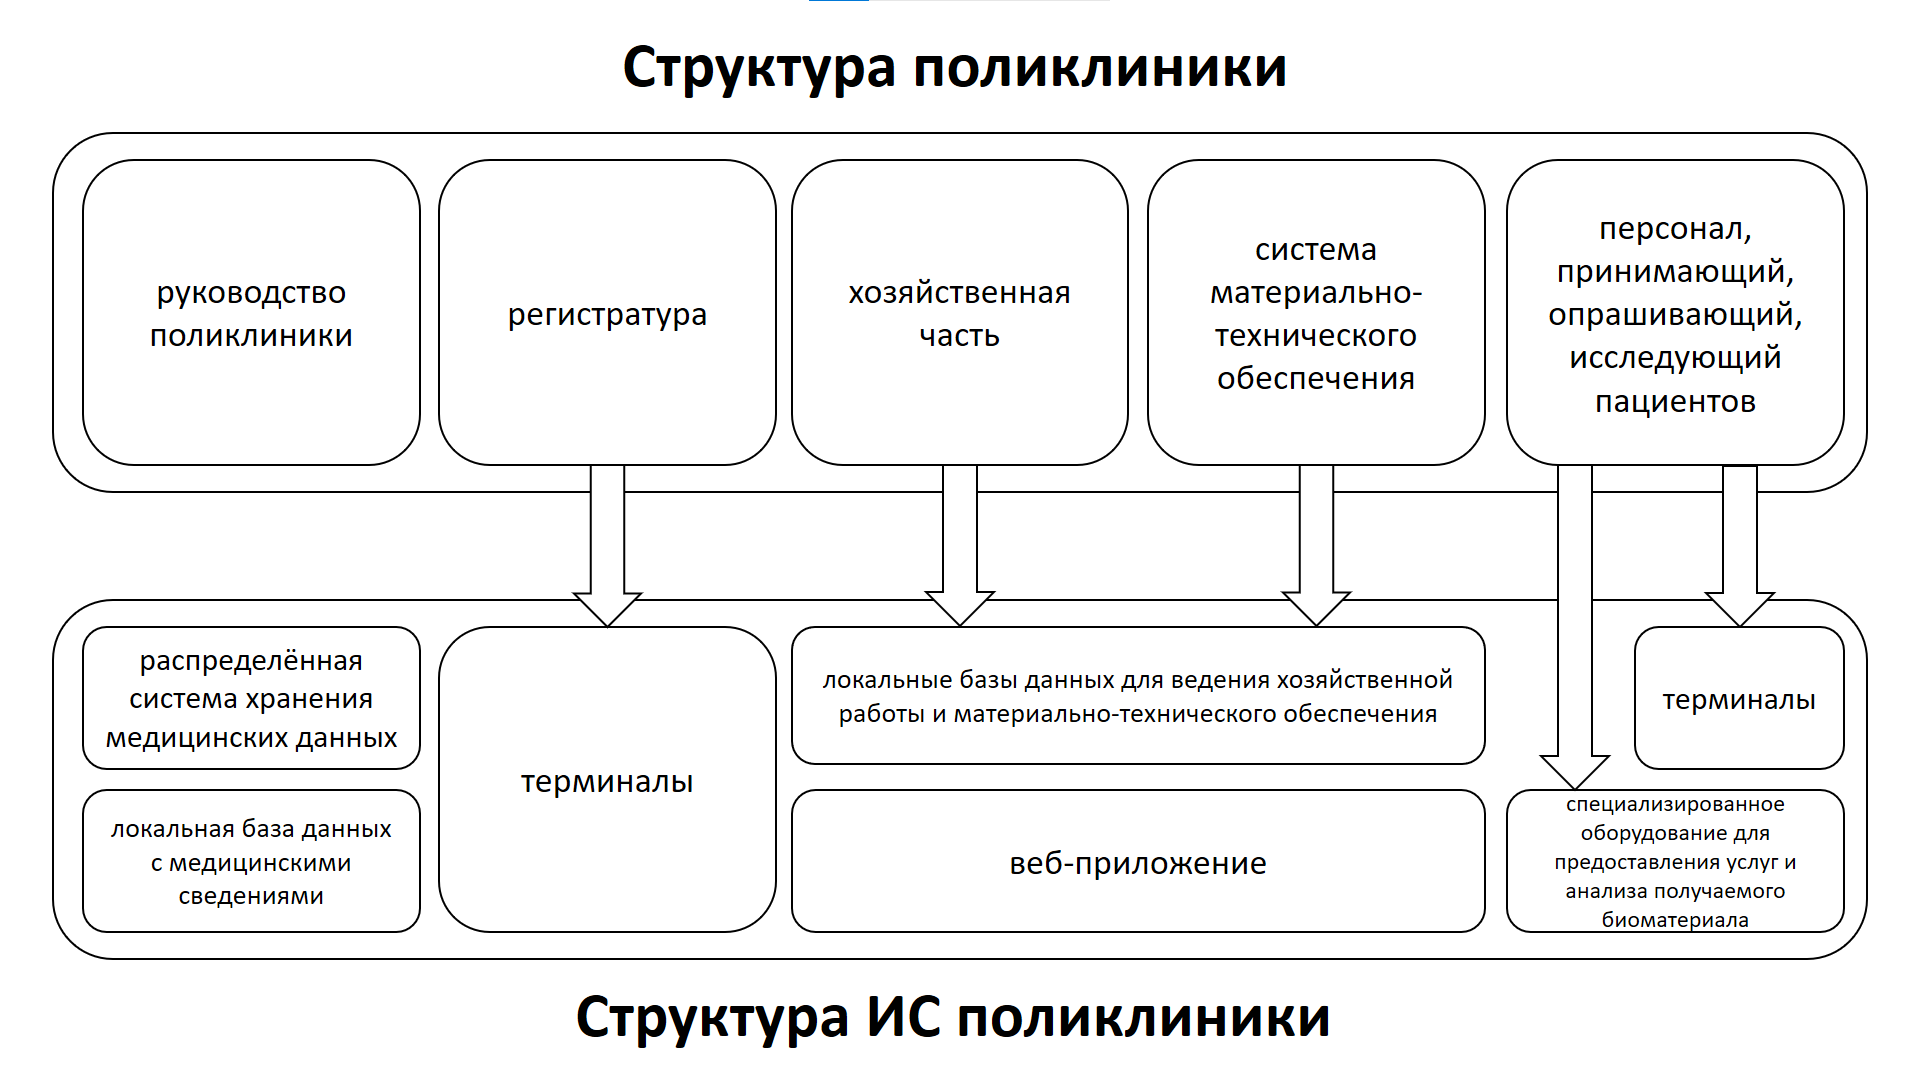 Структура поликлиники
руководство
поликлиники
регистратура
хозяйственная
часть
система
материально-
технического
обеспечения
персонал,
принимающий,
опрашивающий,
исследующий
пациентов
распределённая
система хранения
медицинских данных
локальная база данных
с медицинскими
сведениями
терминалы
локальные базы данных для ведения хозяйственной
работы и материально-технического обеспечения
веб-приложение
терминалы
специализированное
оборудование для
предоставления услуг и
анализа получаемого
биоматериала
Структура ИС поликлиники